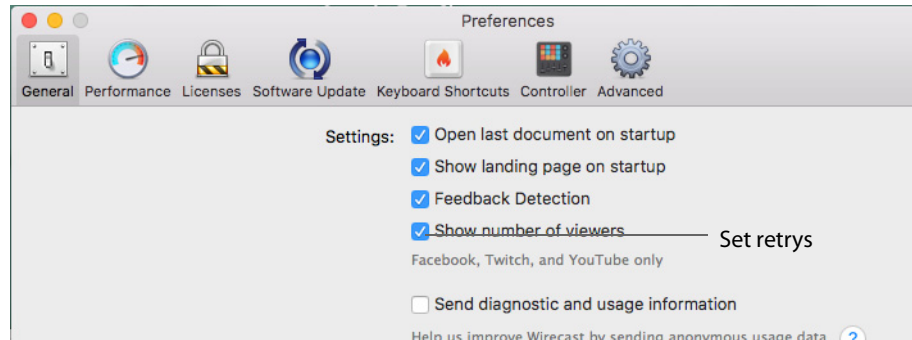 Preferences
General Performance Licenses Software Update Keyboard Shortcuts Controller Advanced
Settings: Open last document on startup
Show landing page on startup
Feedback Detection
Show number of viewers
Set retrys
Facebook, Twitch, and YouTube only
Send diagnostic and usage information
Help us improve Wirecast by sending anonymous usage data ?